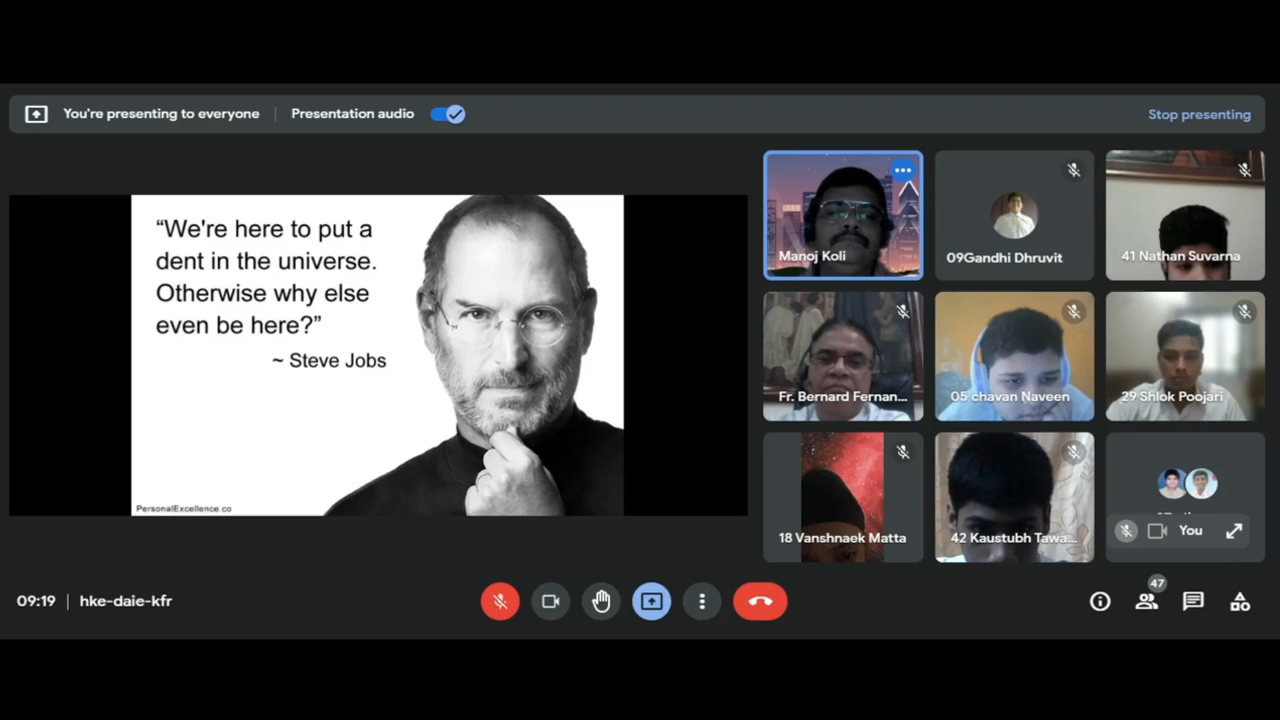 You're presenting to everyone
Presentation audio
Stop presenting
“We're here to put a
dent in the universe.
Otherwise why else
even be here?”
~ Steve Jobs
PersonalExcellence.co
Manoj Koli
09Gandhi Dhruvit
41 Nathan Suvarna
Fr. Bernard Fernan...
05 chavan Naveen
29 Shlok Poojari
18 Vanshnaek Matta
42 Kaustubh Tawa...
You
09:19 | hke-daie-kfr
47